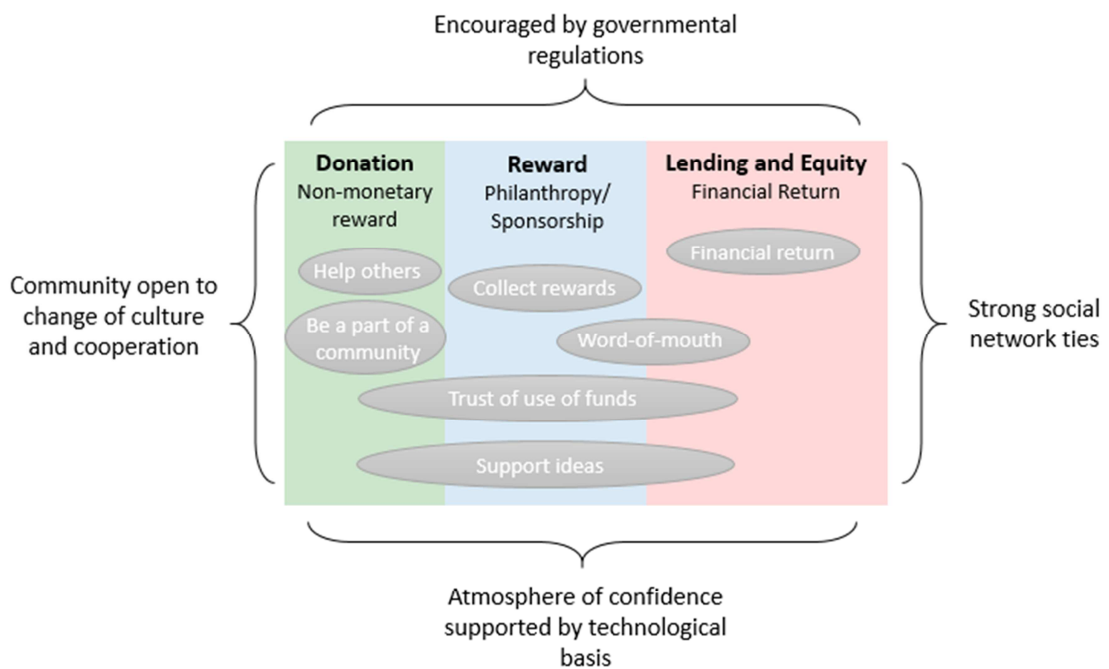 Encouraged by governmental
regulations
Donation
Non-monetary
reward
Reward
Philanthropy/
Sponsorship
Lending and Equity
Financial Return
Help others
Be a part of a
community
Collect rewards
Financial return
Word-of-mouth
Trust of use of funds
Support ideas
Community open to
change of culture
and cooperation
Strong social
network ties
Atmosphere of confidence
supported by technological
basis